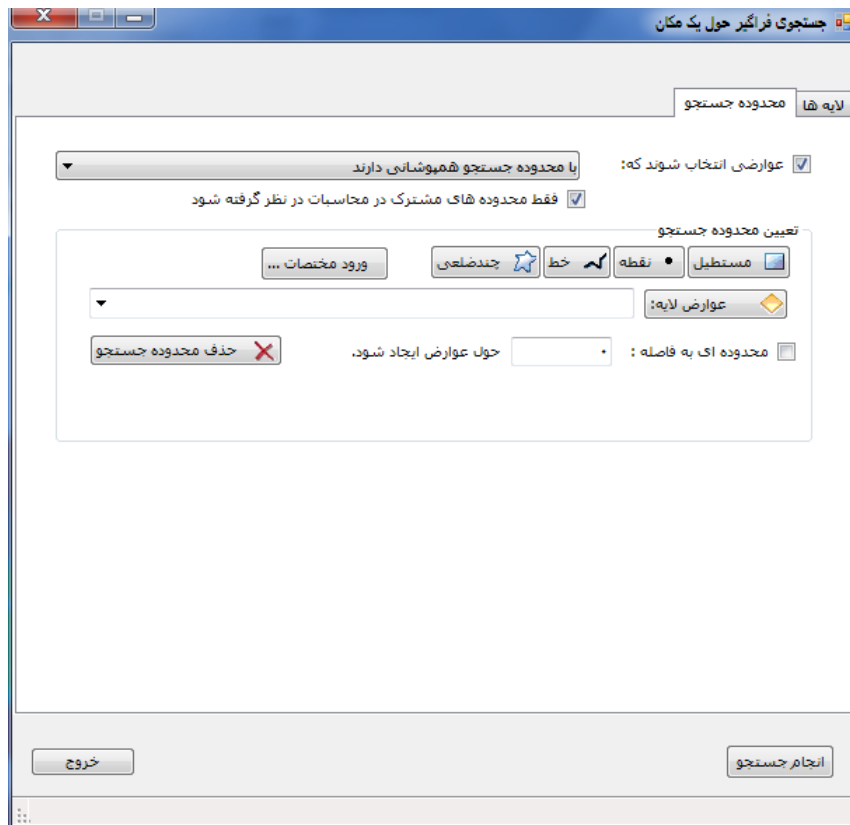 جستجوی فراگیر حول یک مکان
لایه ها محدوده جستجو
عوارضی انتخاب شوند که: با محدوده جستجو همپوشانی دارند
فقط محدوده های مشترک در محاسبات در نظر گرفته شود
تعیین محدوده جستجو
مستطیل نقطه خط چندضلعی ورود مختصات ...
عوارض لایه:
محدوده ای به فاصله : ۰ حول عوارض ایجاد شود.
حذف محدوده جستجو
انجام جستجو خروج